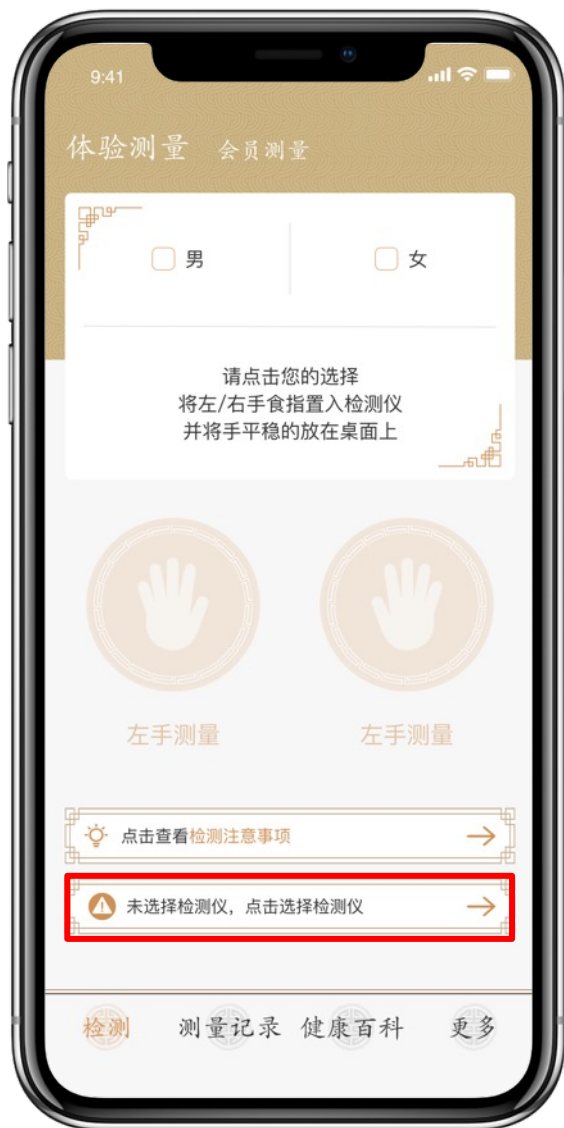 9:41
体验测量 会员测量
男 女
请点击您的选择
将左/右手食指置入检测仪
并将手平稳的放在桌面上
左手测量 左手测量
点击查看检测注意事项
未选择检测仪，点击选择检测仪
检测 测量记录 健康百科 更多